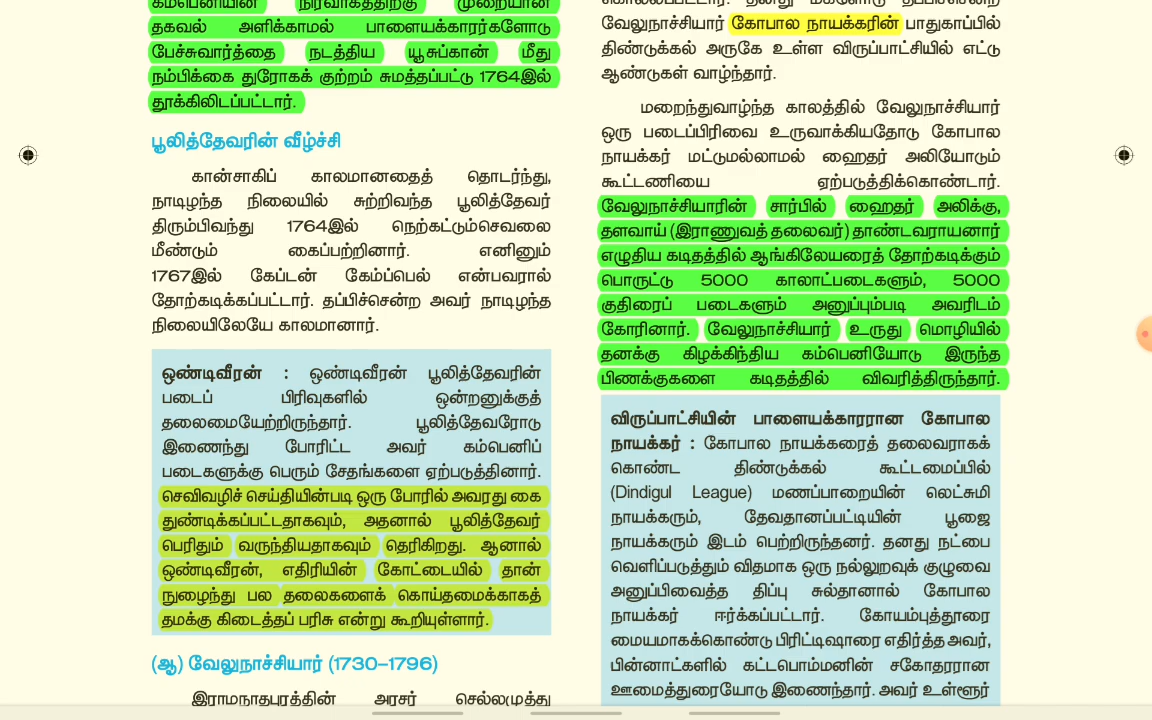 கம்பெனியின் நிர்வாகத்திற்கு முறையான
தகவல் அளிக்காமல் பாளையக்காரர்களோடு
பேச்சுவார்த்தை நடத்திய யூசுப்கான் மீது
நம்பிக்கை துரோகக் குற்றம் சுமத்தப்பட்டு 1764இல்
தூக்கிலிடப்பட்டார்.
பூலித்தேவரின் வீழ்ச்சி
கான்சாகிப் காலமானதைத் தொடர்ந்து,
நாடிழந்த நிலையில் சுற்றிவந்த பூலித்தேவர்
திரும்பிவந்து 1764இல் நெற்கட்டும்செவலை
மீண்டும் கைப்பற்றினார். எனினும்
1767இல் கேப்டன் கேம்ப்பெல் என்பவரால்
தோற்கடிக்கப்பட்டார். தப்பிச்சென்ற அவர் நாடிழந்த
நிலையிலேயே காலமானார்.
ஒண்டிவீரன் : ஒண்டிவீரன் பூலித்தேவரின்
படைப் பிரிவுகளில் ஒன்றனுக்குத்
தலைமையேற்றிருந்தார். பூலித்தேவரோடு
இணைந்து போரிட்ட அவர் கம்பெனிப்
படைகளுக்கு பெரும் சேதங்களை ஏற்படுத்தினார்.
செவிவழிச் செய்தியின்படி ஒரு போரில் அவரது கை
துண்டிக்கப்பட்டதாகவும், அதனால் பூலித்தேவர்
பெரிதும் வருந்தியதாகவும் தெரிகிறது. ஆனால்
ஒண்டிவீரன், எதிரியின் கோட்டையில் தான்
நுழைந்து பல தலைகளைக் கொய்தமைக்காகத்
தமக்கு கிடைத்தப் பரிசு என்று கூறியுள்ளார்.
(ஆ) வேலுநாச்சியார் (1730–1796)
இராமநாதபுரத்தின் அரசர் செல்லமுத்து
கொல்லப்பட்டார். தனது மகளோடு தப்பிச்சென்ற
வேலுநாச்சியார் கோபால நாயக்கரின் பாதுகாப்பில்
திண்டுக்கல் அருகே உள்ள விருப்பாட்சியில் எட்டு
ஆண்டுகள் வாழ்ந்தார்.
மறைந்துவாழ்ந்த காலத்தில் வேலுநாச்சியார்
ஒரு படைப்பிரிவை உருவாக்கியதோடு கோபால
நாயக்கர் மட்டுமல்லாமல் ஹைதர் அலியோடும்
கூட்டணியை ஏற்படுத்திக்கொண்டார்.
வேலுநாச்சியாரின் சார்பில் ஹைதர் அலிக்கு,
தளவாய் (இராணுவத் தலைவர்) தாண்டவராயனார்
எழுதிய கடிதத்தில் ஆங்கிலேயரைத் தோற்கடிக்கும்
பொருட்டு 5000 காலாட்படைகளும், 5000
குதிரைப் படைகளும் அனுப்பும்படி அவரிடம்
கோரினார். வேலுநாச்சியார் உருது மொழியில்
தனக்கு கிழக்கிந்திய கம்பெனியோடு இருந்த
பிணக்குகளை கடிதத்தில் விவரித்திருந்தார்.
விருப்பாட்சியின் பாளையக்காரரான கோபால
நாயக்கர் : கோபால நாயக்கரைத் தலைவராகக்
கொண்ட திண்டுக்கல் கூட்டமைப்பில்
(Dindigul League) மணப்பாறையின் லெட்சுமி
நாயக்கரும், தேவதானப்பட்டியின் பூஜை
நாயக்கரும் இடம் பெற்றிருந்தனர். தனது நட்பை
வெளிப்படுத்தும் விதமாக ஒரு நல்லுறவுக் குழுவை
அனுப்பிவைத்த திப்பு சுல்தானால் கோபால
நாயக்கர் ஈர்க்கப்பட்டார். கோயம்புத்தூரை
மையமாகக்கொண்டு பிரிட்டிஷாரை எதிர்த்த அவர்,
பின்னாட்களில் கட்டபொம்மனின் சகோதரரான
ஊமைத்துரையோடு இணைந்தார். அவர் உள்ளூர்